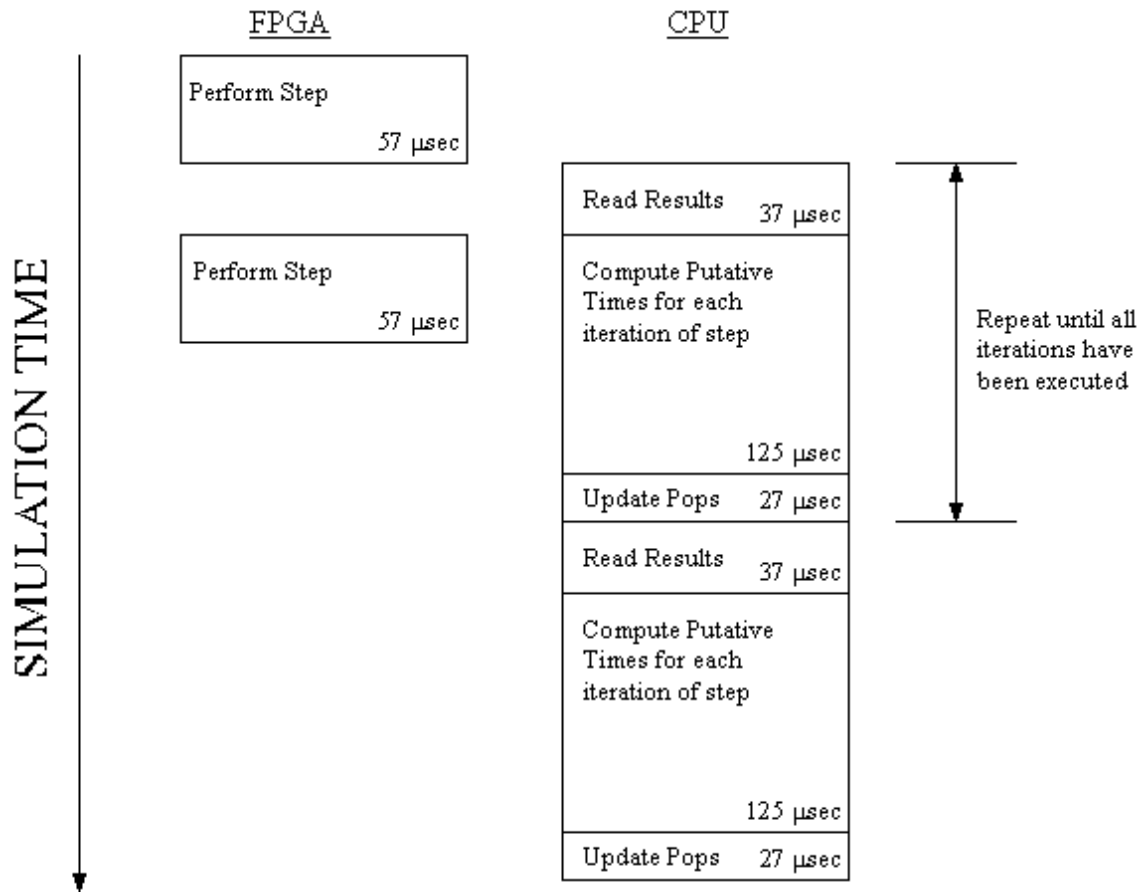 FPGA
CPU
SIMULATION TIME
Perform Step
57 µsec
Read Results
37 µsec
Perform Step
57 µsec
Compute Putative
Times for each
iteration of step
125 µsec
Update Pops
27 µsec
Repeat until all
iterations have
been executed
Read Results
37 µsec
Compute Putative
Times for each
iteration of step
125 µsec
Update Pops
27 µsec